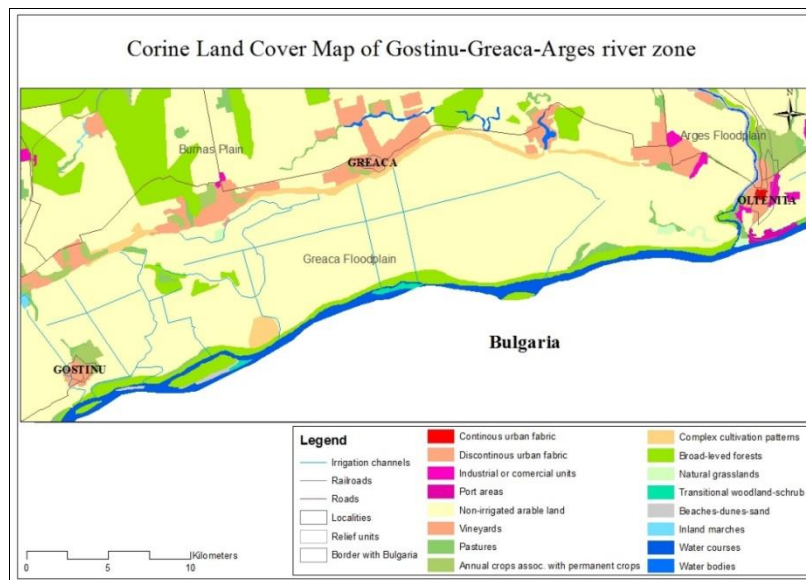 Corine Land Cover Map of Gostinu-Greaca-Arges river zone
N
Burnas Plain
Arges Floodplain
GREACA
OLTENITA
Greaca Floodplain
Bulgaria
GOSTINU
Legend
Irrigation channels
Railroads
Roads
Localities
Relief units
Border with Bulgaria
Continous urban fabric
Discontinous urban fabric
Industrial or comercial units
Port areas
Non-irrigated arable land
Vineyards
Pastures
Annual crops assoc. with permanent crops
Complex cultivation patterns
Broad-leved forests
Natural grasslands
Transitional woodland-schrub
Beaches-dunes-sand
Inland marches
Water courses
Water bodies
Kilometers
0 5 10